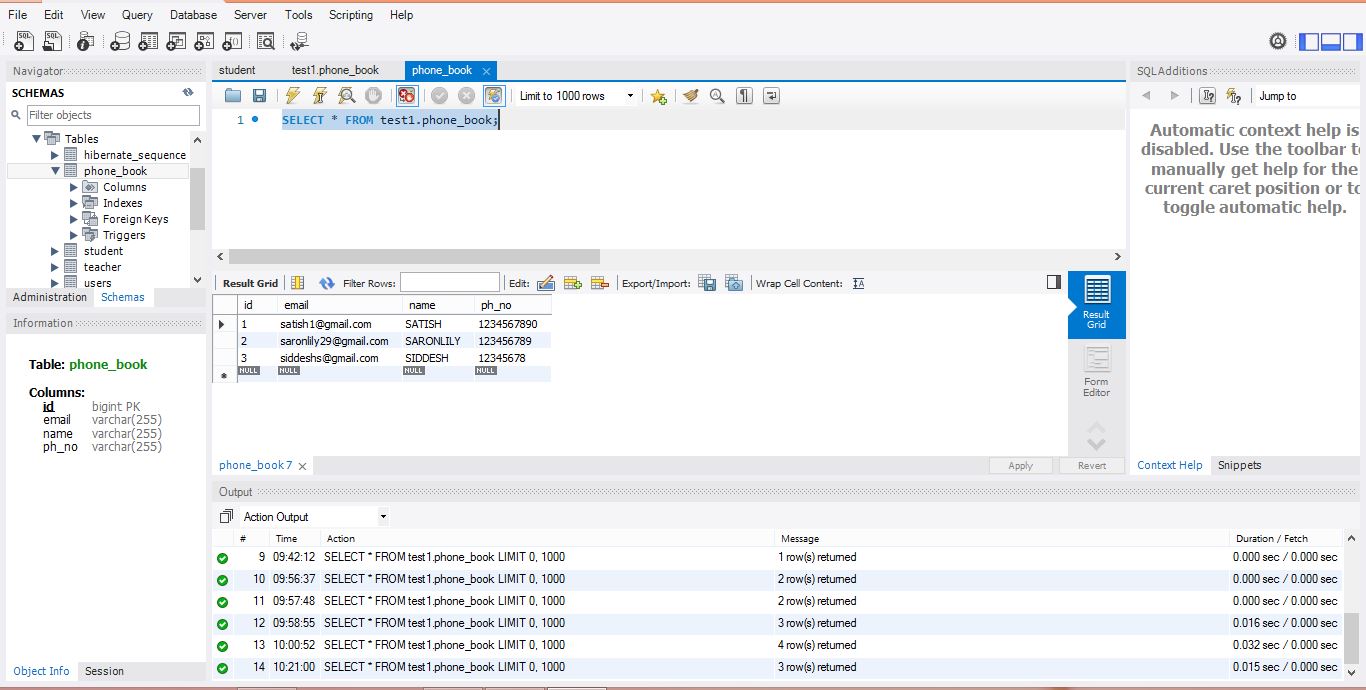 File Edit View Query Database Server Tools Scripting Help
Navigator
SCHEMAS
Filter objects
Tables
hibernate_sequence
phone_book
Columns
Indexes
Foreign Keys
Triggers
student
teacher
users
Administration Schemas
Information
Table: phone_book
Columns:
id bigint PK
email varchar(255)
name varchar(255)
ph_no varchar(255)
Object Info Session
student test1.phone_book phone_book
Limit to 1000 rows
1 SELECT * FROM test1.phone_book;
Result Grid Filter Rows: Edit: Export/Import: Wrap Cell Content:
id email name ph_no
1 satish1@gmail.com SATISH 1234567890
2 saronlily29@gmail.com SARONLILY 123456789
3 siddeshs@gmail.com SIDDESH 12345678
NULL NULL NULL NULL
Result
Grid
Form
Editor
phone_book 7 Apply Revert
SQLAdditions
Jump to
Automatic context help is
disabled. Use the toolbar to
manually get help for the
current caret position or to
toggle automatic help.
Context Help Snippets
Output
Action Output
# Time Action Message Duration / Fetch
9 09:42:12 SELECT * FROM test1.phone_book LIMIT 0, 1000 1 row(s) returned 0.000 sec / 0.000 sec
10 09:56:37 SELECT * FROM test1.phone_book LIMIT 0, 1000 2 row(s) returned 0.000 sec / 0.000 sec
11 09:57:48 SELECT * FROM test1.phone_book LIMIT 0, 1000 2 row(s) returned 0.000 sec / 0.000 sec
12 09:58:55 SELECT * FROM test1.phone_book LIMIT 0, 1000 3 row(s) returned 0.016 sec / 0.000 sec
13 10:00:52 SELECT * FROM test1.phone_book LIMIT 0, 1000 4 row(s) returned 0.032 sec / 0.000 sec
14 10:21:00 SELECT * FROM test1.phone_book LIMIT 0, 1000 3 row(s) returned 0.015 sec / 0.000 sec